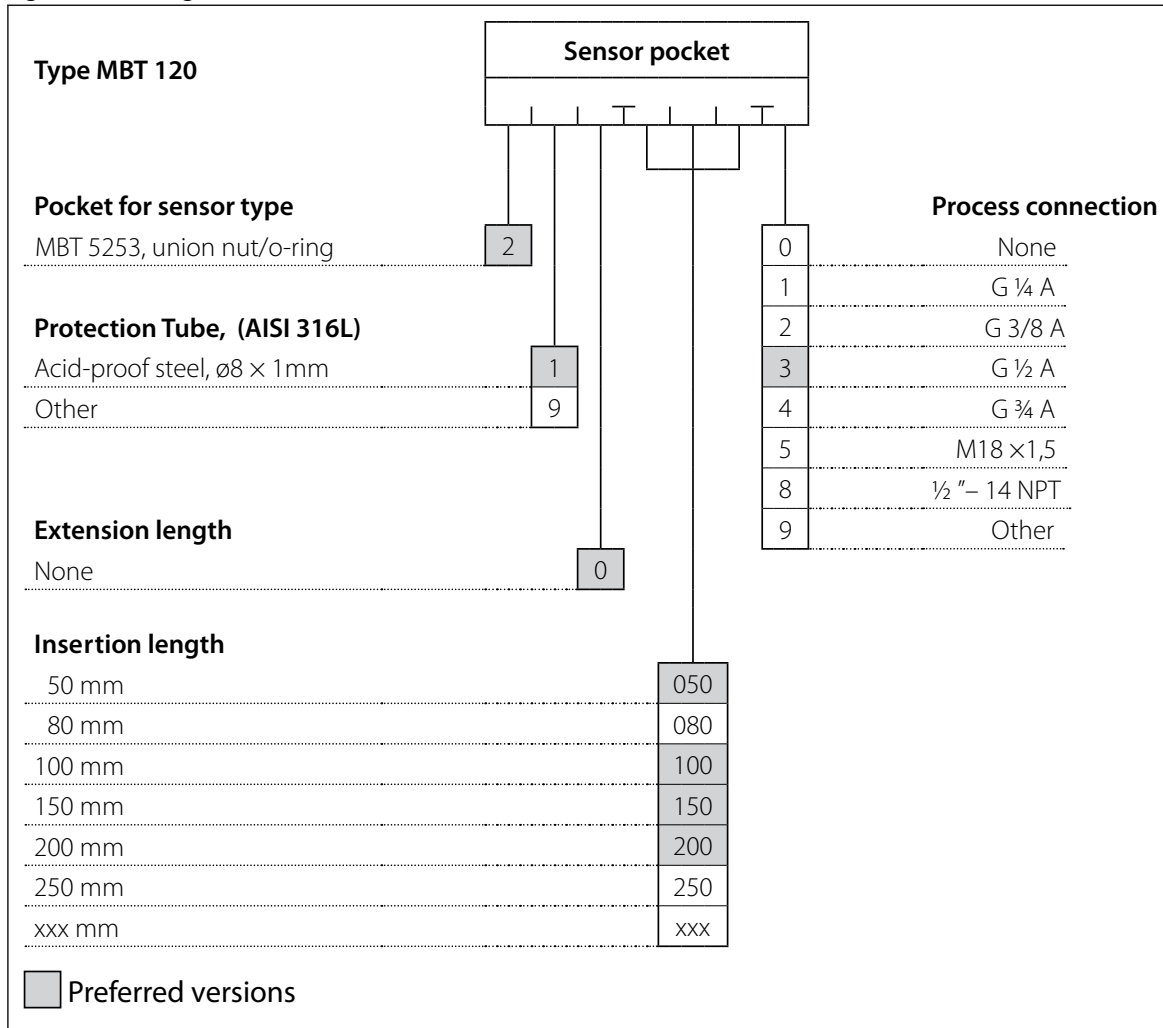 Type MBT 120
Sensor pocket
Pocket for sensor type
MBT 5253, union nut/o-ring 2
Protection Tube, (AISI 316L)
Acid-proof steel, ø8 × 1mm 1
Other 9
Extension length
None 0
Insertion length
50 mm 050
80 mm 080
100 mm 100
150 mm 150
200 mm 200
250 mm 250
xxx mm xxx
Process connection
0 None
1 G ¼ A
2 G 3/8 A
3 G ½ A
4 G ¾ A
5 M18 ×1,5
8 ½ "– 14 NPT
9 Other
Preferred versions